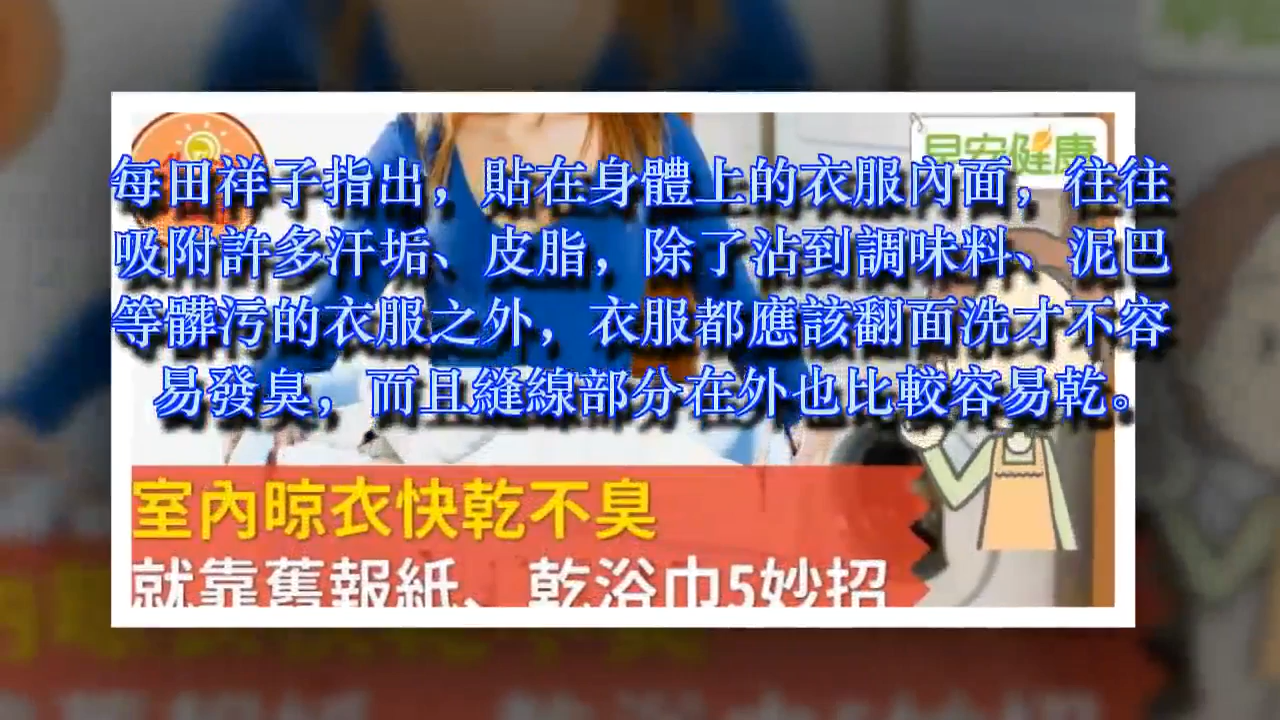 早安健康
每田祥子指出，貼在身體上的衣服內面，往往
吸附許多汗垢、皮脂，除了沾到調味料、泥巴
等髒污的衣服之外，衣服都應該翻面洗才不容
易發臭，而且縫線部分在外也比較容易乾。
室內晾衣快乾不臭
就靠舊報紙、乾浴巾5妙招